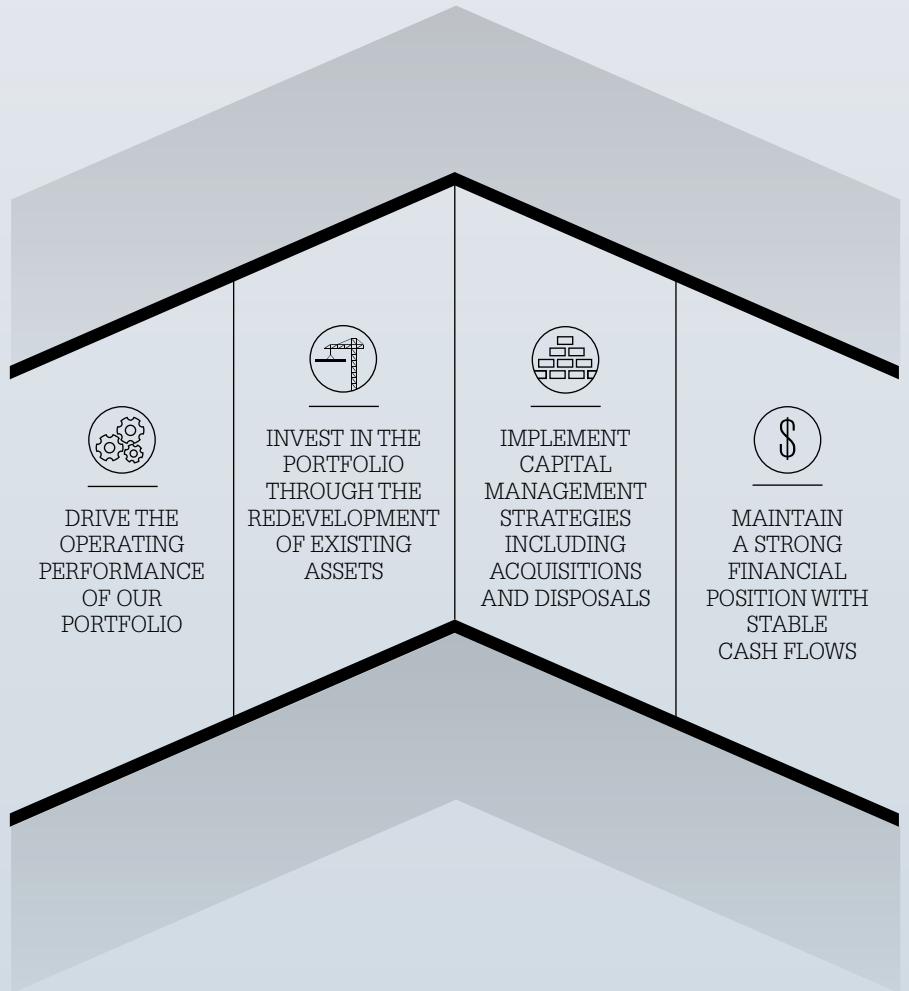 DRIVE THE
OPERATING
PERFORMANCE
OF OUR
PORTFOLIO
INVEST IN THE
PORTFOLIO
THROUGH THE
REDEVELOPMENT
OF EXISTING
ASSETS
IMPLEMENT
CAPITAL
MANAGEMENT
STRATEGIES
INCLUDING
ACQUISITIONS
AND DISPOSALS
$
MAINTAIN
A STRONG
FINANCIAL
POSITION WITH
STABLE
CASH FLOWS